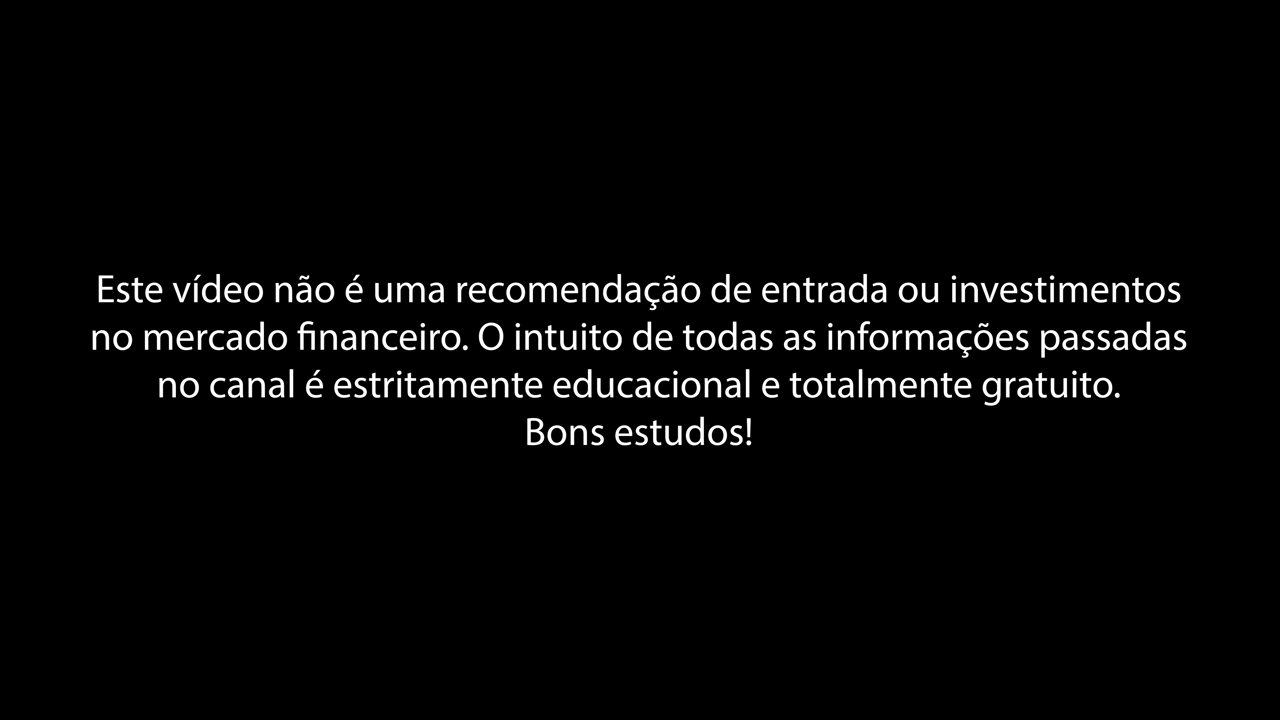 Este vídeo não é uma recomendação de entrada ou investimentos
no mercado financeiro. O intuito de todas as informações passadas
no canal é estritamente educacional e totalmente gratuito.
Bons estudos!